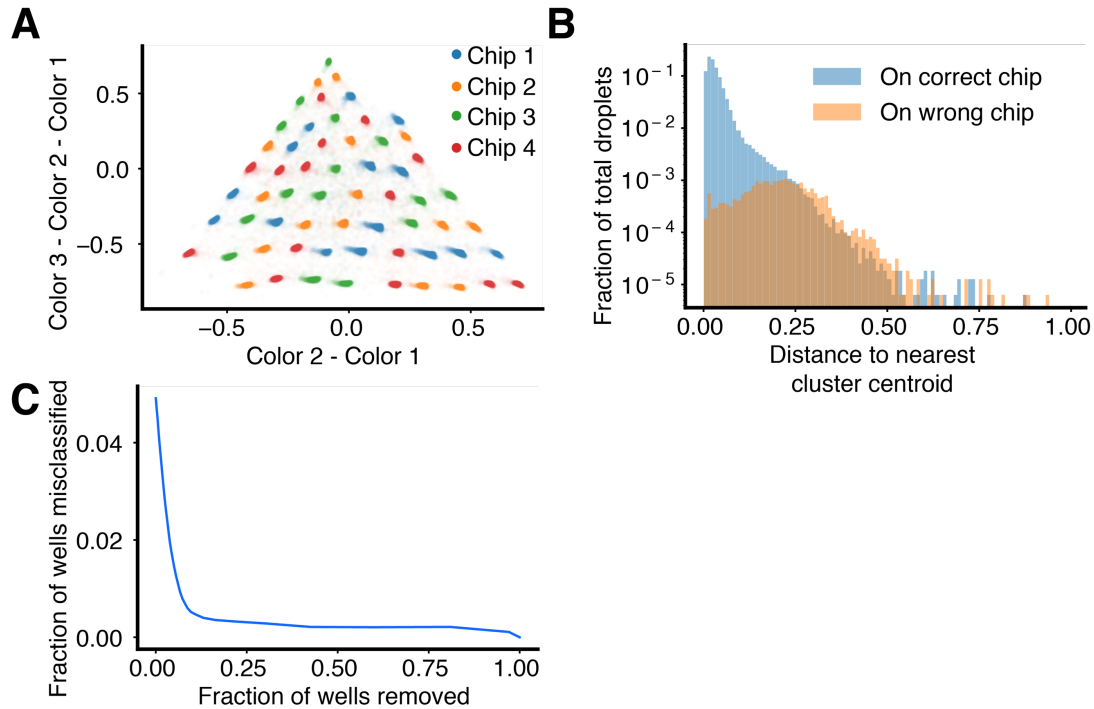 A
Color 3 - Color 2 - Color 1
0.5
0.0
−0.5
−0.5
0.0
0.5
Color 2 - Color 1
Chip 1
Chip 2
Chip 3
Chip 4
B
Fraction of total droplets
10−1
10−2
10−3
10−4
10−5
On correct chip
On wrong chip
0.00
0.25
0.50
0.75
1.00
Distance to nearest
cluster centroid
C
Fraction of wells misclassified
0.04
0.02
0.00
0.00
0.25
0.50
0.75
1.00
Fraction of wells removed